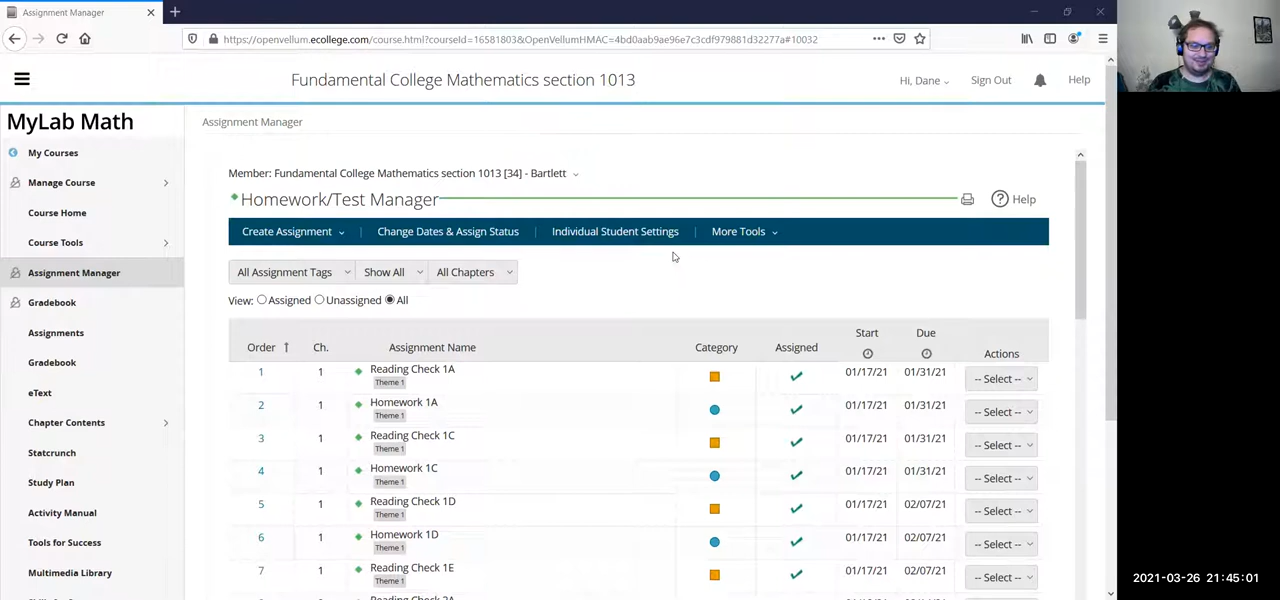 Assignment Manager
https://openvellum.ecollege.com/course.html?courseId=16581803&OpenVellumHMAC=4bd0aab9ae96e7c3cdf979881d32277a#10032
Fundamental College Mathematics section 1013
Hi, Dane
Sign Out
Help
MyLab Math
My Courses
Manage Course
Course Home
Course Tools
Assignment Manager
Gradebook
Assignments
Gradebook
eText
Chapter Contents
Statcrunch
Study Plan
Activity Manual
Tools for Success
Multimedia Library
Assignment Manager
Member: Fundamental College Mathematics section 1013 [34] - Bartlett
Homework/Test Manager
Help
Create Assignment | Change Dates & Assign Status | Individual Student Settings | More Tools
All Assignment Tags Show All All Chapters
View: Assigned Unassigned All
Order Ch. Assignment Name Category Assigned Start Due Actions
1 1 Reading Check 1A 01/17/21 01/31/21 -- Select --
Theme 1
2 1 Homework 1A 01/17/21 01/31/21 -- Select --
Theme 1
3 1 Reading Check 1C 01/17/21 01/31/21 -- Select --
Theme 1
4 1 Homework 1C 01/17/21 01/31/21 -- Select --
Theme 1
5 1 Reading Check 1D 01/17/21 02/07/21 -- Select --
Theme 1
6 1 Homework 1D 01/17/21 02/07/21 -- Select --
Theme 1
7 1 Reading Check 1E 01/17/21 02/07/21 -- Select --
Theme 1
2021-03-26 21:45:01